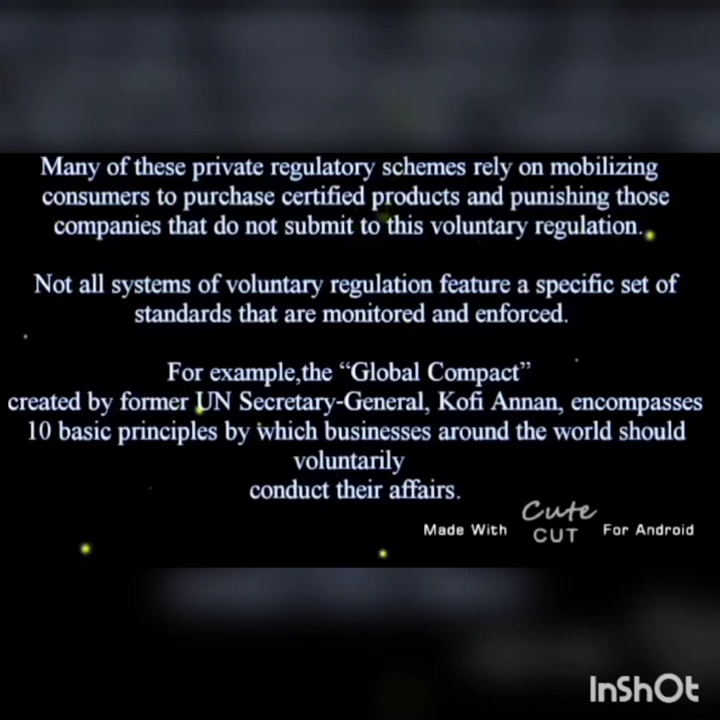 Many of these private regulatory schemes rely on mobilizing
consumers to purchase certified products and punishing those
companies that do not submit to this voluntary regulation.
Not all systems of voluntary regulation feature a specific set of
standards that are monitored and enforced.
For example,the “Global Compact”
created by former UN Secretary-General, Kofi Annan, encompasses
10 basic principles by which businesses around the world should
voluntarily
conduct their affairs.
Made With Cute CUT For Android
InShOt